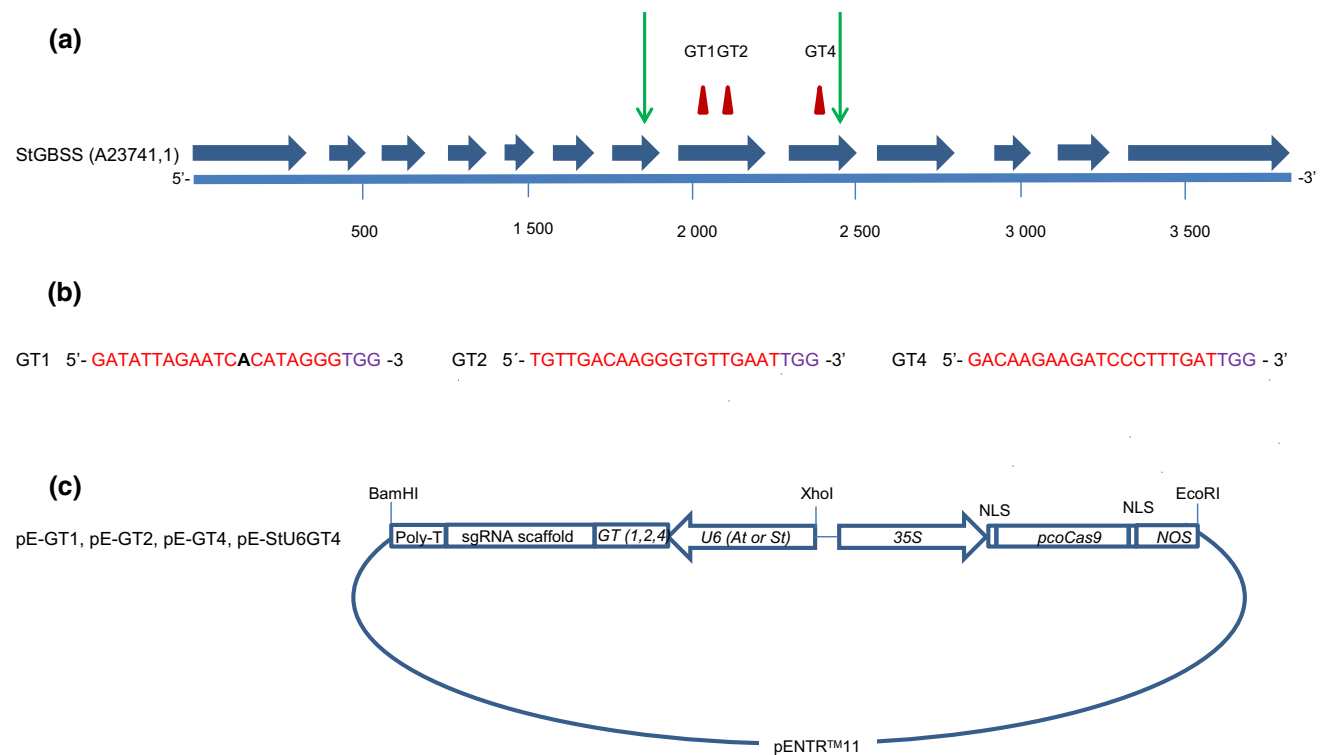 (a)
GT1 GT2 GT4
StGBSS (A23741,1)
5'- -3'
500 1 500 2 000 2 500 3 000 3 500
(b)
GT1 5'- GATATTAGAATCACATAGGGTGG -3 GT2 5´- TGTTGACAAGGGTGTTGAATTGG -3' GT4 5'- GACAAGAAGATCCCTTTGATTGG - 3'
(c)
BamHI XhoI NLS NLS EcoRI
pE-GT1, pE-GT2, pE-GT4, pE-StU6GT4 Poly-T sgRNA scaffold GT (1,2,4) U6 (At or St) 35S pcoCas9 NOS
pENTR™11